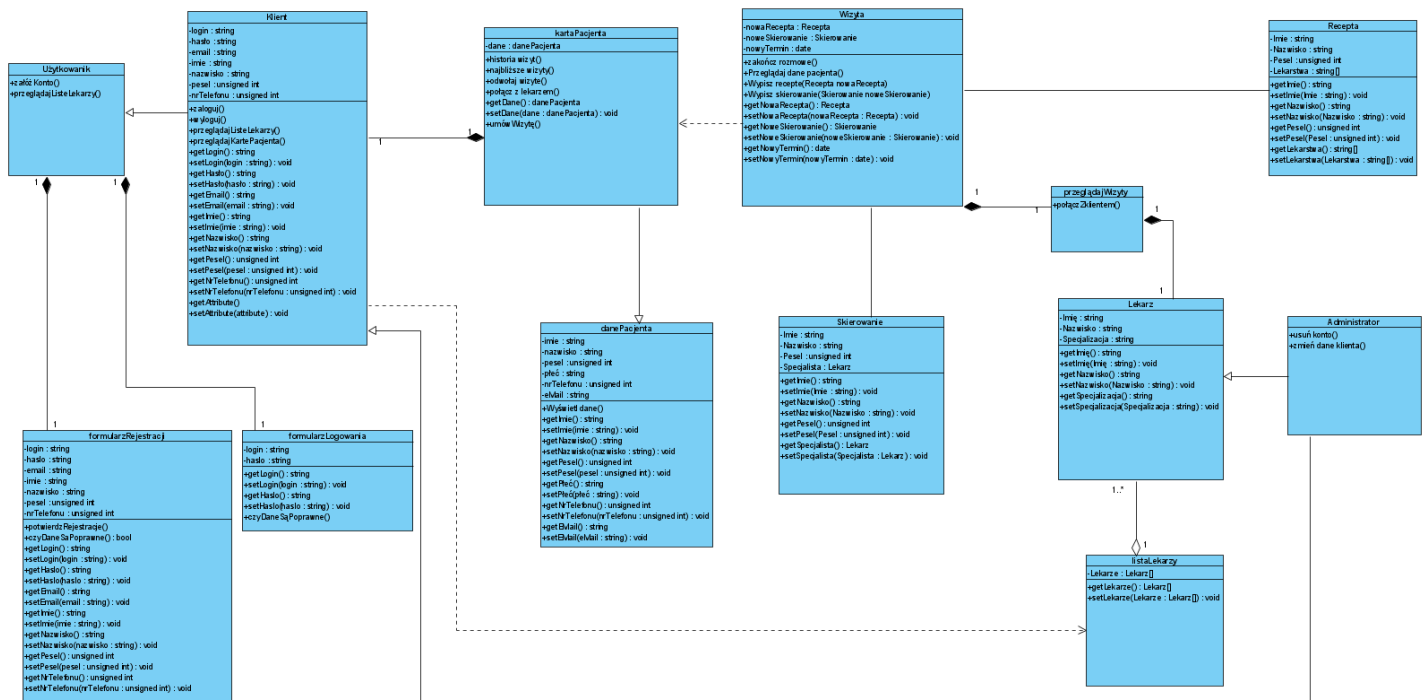 Użytkowanik
+załóż Konto()
+przeglądajListeLekarzy()
Klient
-login : string
-hasło : string
-email : string
-imie : string
-nazwisko : string
-pesel : unsigned int
-nrTelefonu : unsigned int
+zaloguj()
+wyloguj()
+przeglądajListeLekarzy()
+przeglądajKartePacjenta()
+getLogin() : string
+setLogin(login : string) : void
+getHasło() : string
+setHasło(hasło : string) : void
+getEmail() : string
+setEmail(email : string) : void
+getImie() : string
+setImie(imie : string) : void
+getNazwisko() : string
+setNazwisko(nazwisko : string) : void
+getPesel() : unsigned int
+setPesel(pesel : unsigned int) : void
+getNrTelefonu() : unsigned int
+setNrTelefonu(nrTelefonu : unsigned int) : void
+getAttribute()
+setAttribute(attribute) : void
kartaPacjenta
-dane : danePacjenta
+historia wizyt()
+najbliższe wizyty()
+odwołaj wizyte()
+połącz z lekarzem()
+getDane() : danePacjenta
+setDane(dane : danePacjenta) : void
+umówWizytę()
Wizyta
-nowaRecepta : Recepta
-noweSkierowanie : Skierowanie
-nowyTermin : date
+zakończ rozmowe()
+Przeglądaj dane pacjenta()
+Wypisz recepte(Recepta nowaRecepta)
+Wypisz skierowanie(Skierowanie noweSkierowanie)
+getNowaRecepta() : Recepta
+setNowaRecepta(nowaRecepta : Recepta) : void
+getNoweSkierowanie() : Skierowanie
+setNoweSkierowanie(noweSkierowanie : Skierowanie) : void
+getNowyTermin() : date
+setNowyTermin(nowyTermin : date) : void
Recepta
-Imie : string
-Nazwisko : string
-Pesel : unsigned int
-Lekarstwa : string[]
+getImie() : string
+setImie(Imie : string) : void
+getNazwisko() : string
+setNazwisko(Nazwisko : string) : void
+getPesel() : unsigned int
+setPesel(Pesel : unsigned int) : void
+getLekarstwa() : string[]
+setLekarstwa(Lekarstwa : string[]) : void
1
1
1
1
1
1
1
1
1
1
przeglądajWizyty
+połączZklientem()
danePacjenta
-imie : string
-nazwisko : string
-pesel : unsigned int
-płeć : string
-nrTelefonu : unsigned int
-eMail : string
+Wyświetl dane()
+getImie() : string
+setImie(imie : string) : void
+getNazwisko() : string
+setNazwisko(nazwisko : string) : void
+getPesel() : unsigned int
+setPesel(pesel : unsigned int) : void
+getPłeć() : string
+setPłeć(płeć : string) : void
+getNrTelefonu() : unsigned int
+setNrTelefonu(nrTelefonu : unsigned int) : void
+getEMail() : string
+setEMail(eMail : string) : void
Skierowanie
-Imie : string
-Nazwisko : string
-Pesel : unsigned int
-Specjalista : Lekarz
+getImie() : string
+setImie(Imie : string) : void
+getNazwisko() : string
+setNazwisko(Nazwisko : string) : void
+getPesel() : unsigned int
+setPesel(Pesel : unsigned int) : void
+getSpecjalista() : Lekarz
+setSpecjalista(Specjalista : Lekarz) : void
Lekarz
-Imię : string
-Nazwisko : string
-Specjalizacja : string
+getImię() : string
+setImię(Imię : string) : void
+getNazwisko() : string
+setNazwisko(Nazwisko : string) : void
+getSpecjalizacja() : string
+setSpecjalizacja(Specjalizacja : string) : void
Administrator
+usuń konto()
+zmień dane klienta()
formularzRejestracji
-login : string
-haslo : string
-email : string
-imie : string
-nazwisko : string
-pesel : unsigned int
-nrTelefonu : unsigned int
+potwierdzRejestracje()
+czyDaneSaPoprawne() : bool
+getLogin() : string
+setLogin(login : string) : void
+getHaslo() : string
+setHaslo(haslo : string) : void
+getEmail() : string
+setEmail(email : string) : void
+getImie() : string
+setImie(imie : string) : void
+getNazwisko() : string
+setNazwisko(nazwisko : string) : void
+getPesel() : unsigned int
+setPesel(pesel : unsigned int) : void
+getNrTelefonu() : unsigned int
+setNrTelefonu(nrTelefonu : unsigned int) : void
formularzLogowania
-login : string
-haslo : string
+getLogin() : string
+setLogin(login : string) : void
+getHaslo() : string
+setHaslo(haslo : string) : void
+czyDaneSąPoprawne()
1..*
1
listaLekarzy
-Lekarze : Lekarz[]
+getLekarze() : Lekarz[]
+setLekarze(Lekarze : Lekarz[]) : void